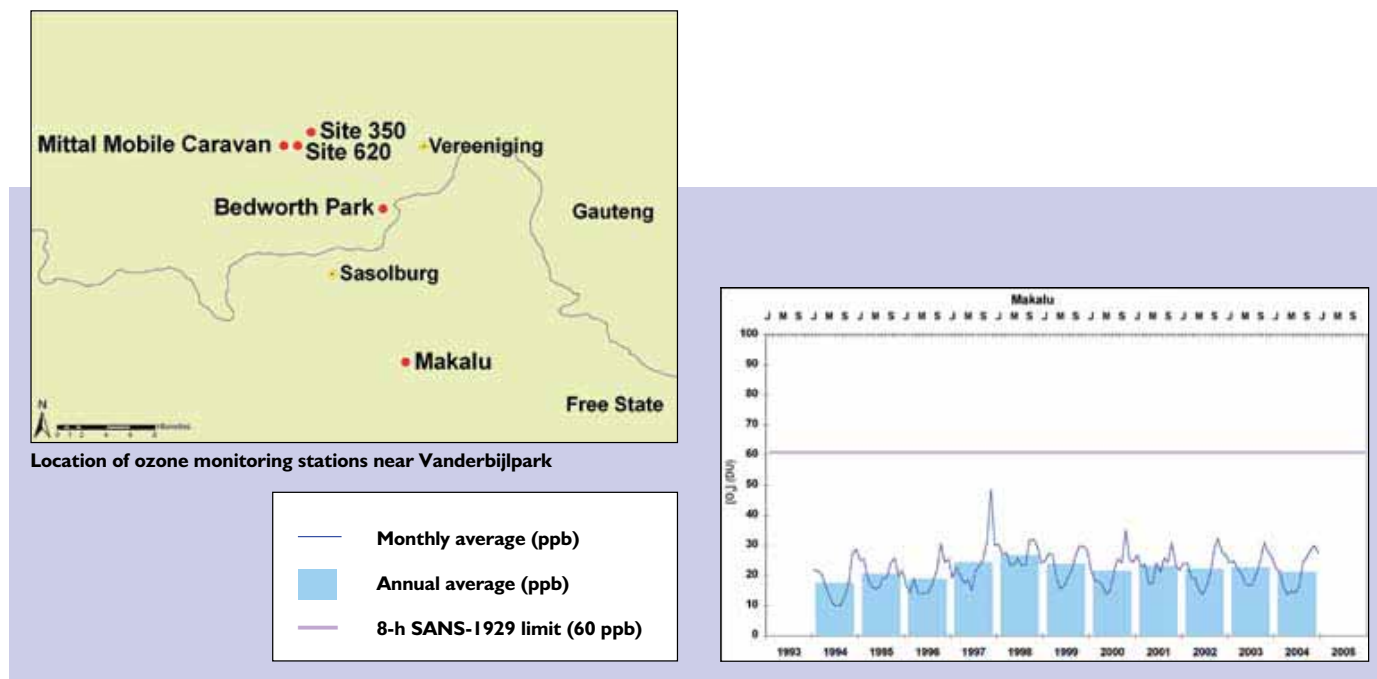 Mittal Mobile Caravan
Site 350
Site 620
Vereeniging
Bedworth Park
Gauteng
Sasolburg
Makalu
Free State
N
Location of ozone monitoring stations near Vanderbijlpark
Monthly average (ppb)
Annual average (ppb)
8-h SANS-1929 limit (60 ppb)
Makalu
J M S J M S J M S J M S J M S J M S J M S J M S J M S J M S J M S J M S J M S
100
90
80
70
60
50
40
30
20
10
0
[O₃] (DU)
1993 1994 1995 1996 1997 1998 1999 2000 2001 2002 2003 2004 2005